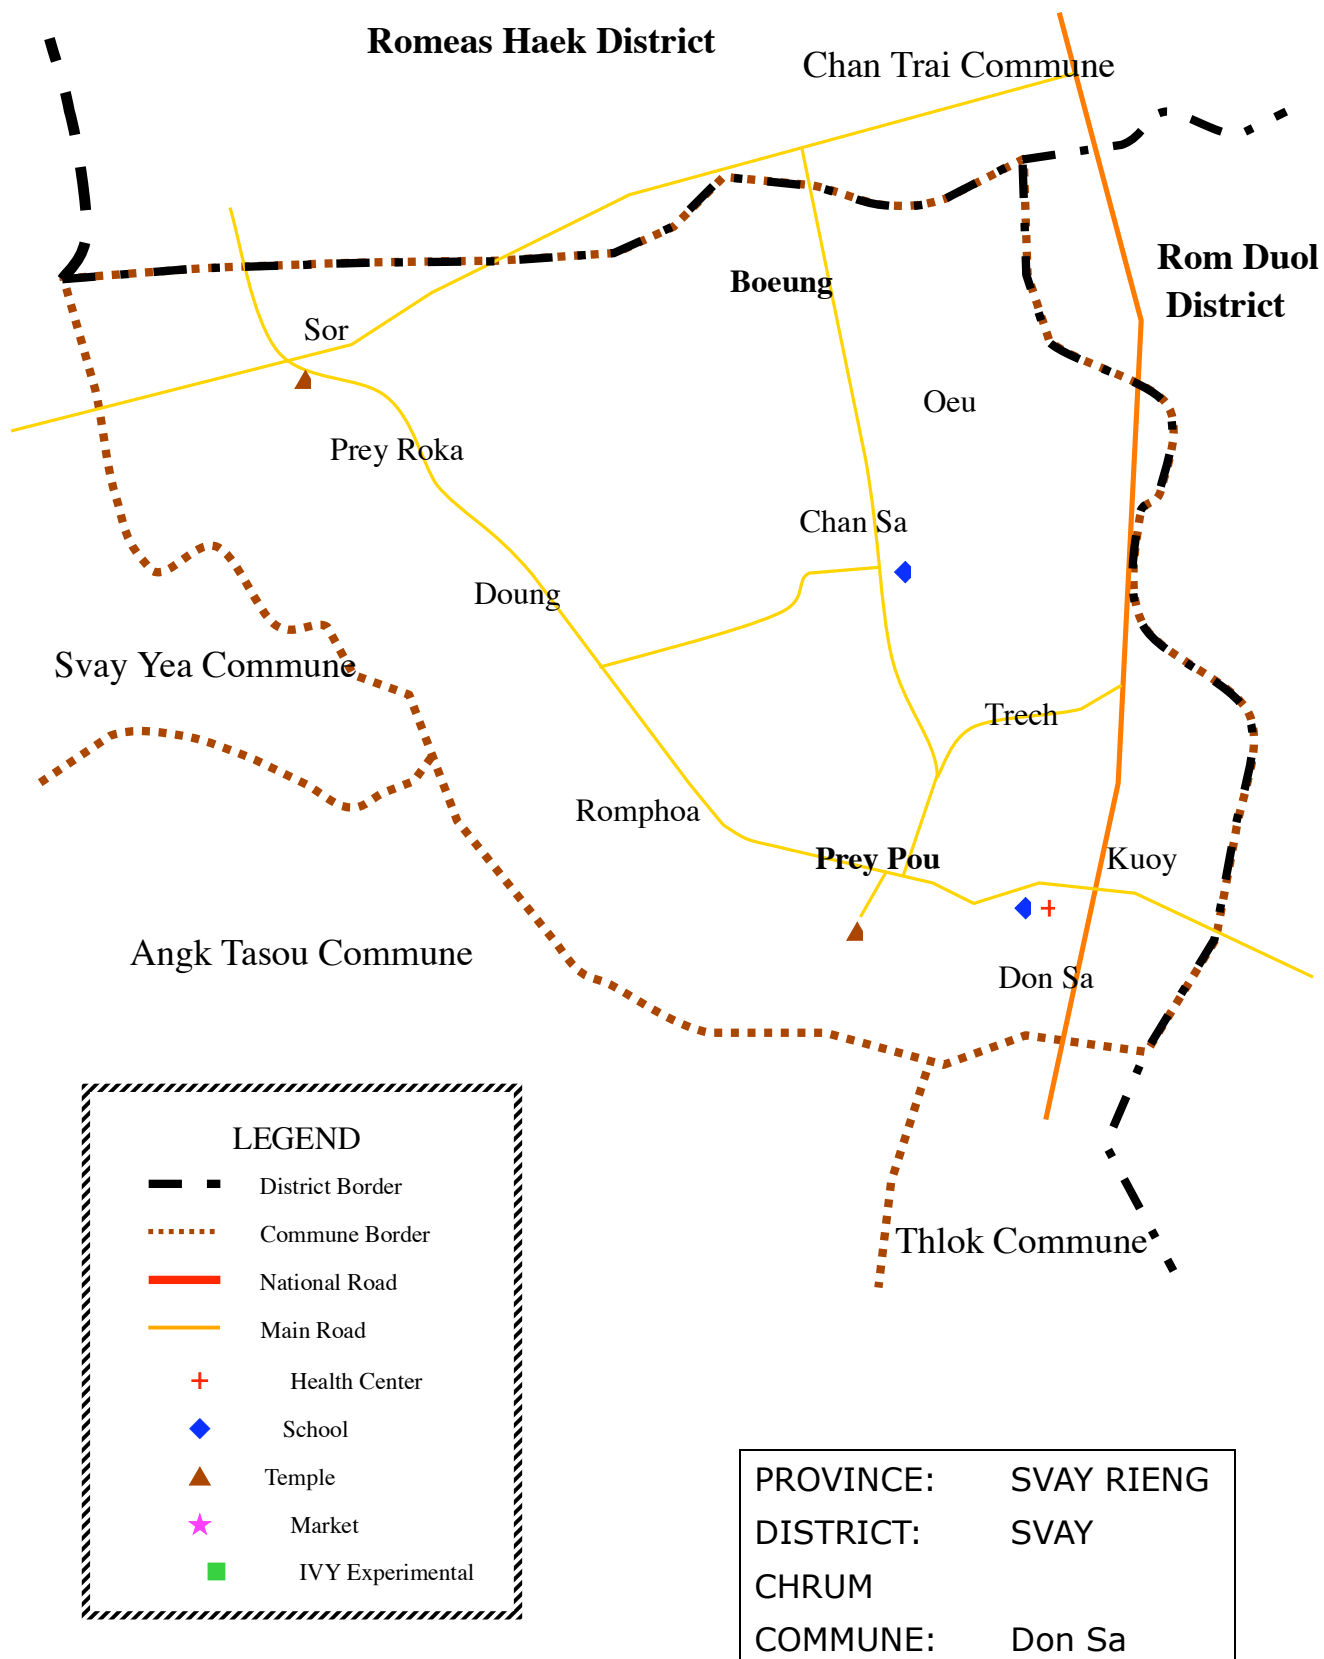 Romeas Haek District
Chan Trai Commune
Rom Duol
District
Boeung
Sor
Oeu
Prey Roka
Chan Sa
Doung
Svay Yea Commune
Trech
Romphoa
Prey Pou
Kuoy
Angk Tasou Commune
Don Sa
Thlok Commune
LEGEND
District Border
Commune Border
National Road
Main Road
Health Center
School
Temple
Market
IVY Experimental
PROVINCE: SVAY RIENG
DISTRICT: SVAY
CHRUM
COMMUNE: Don Sa